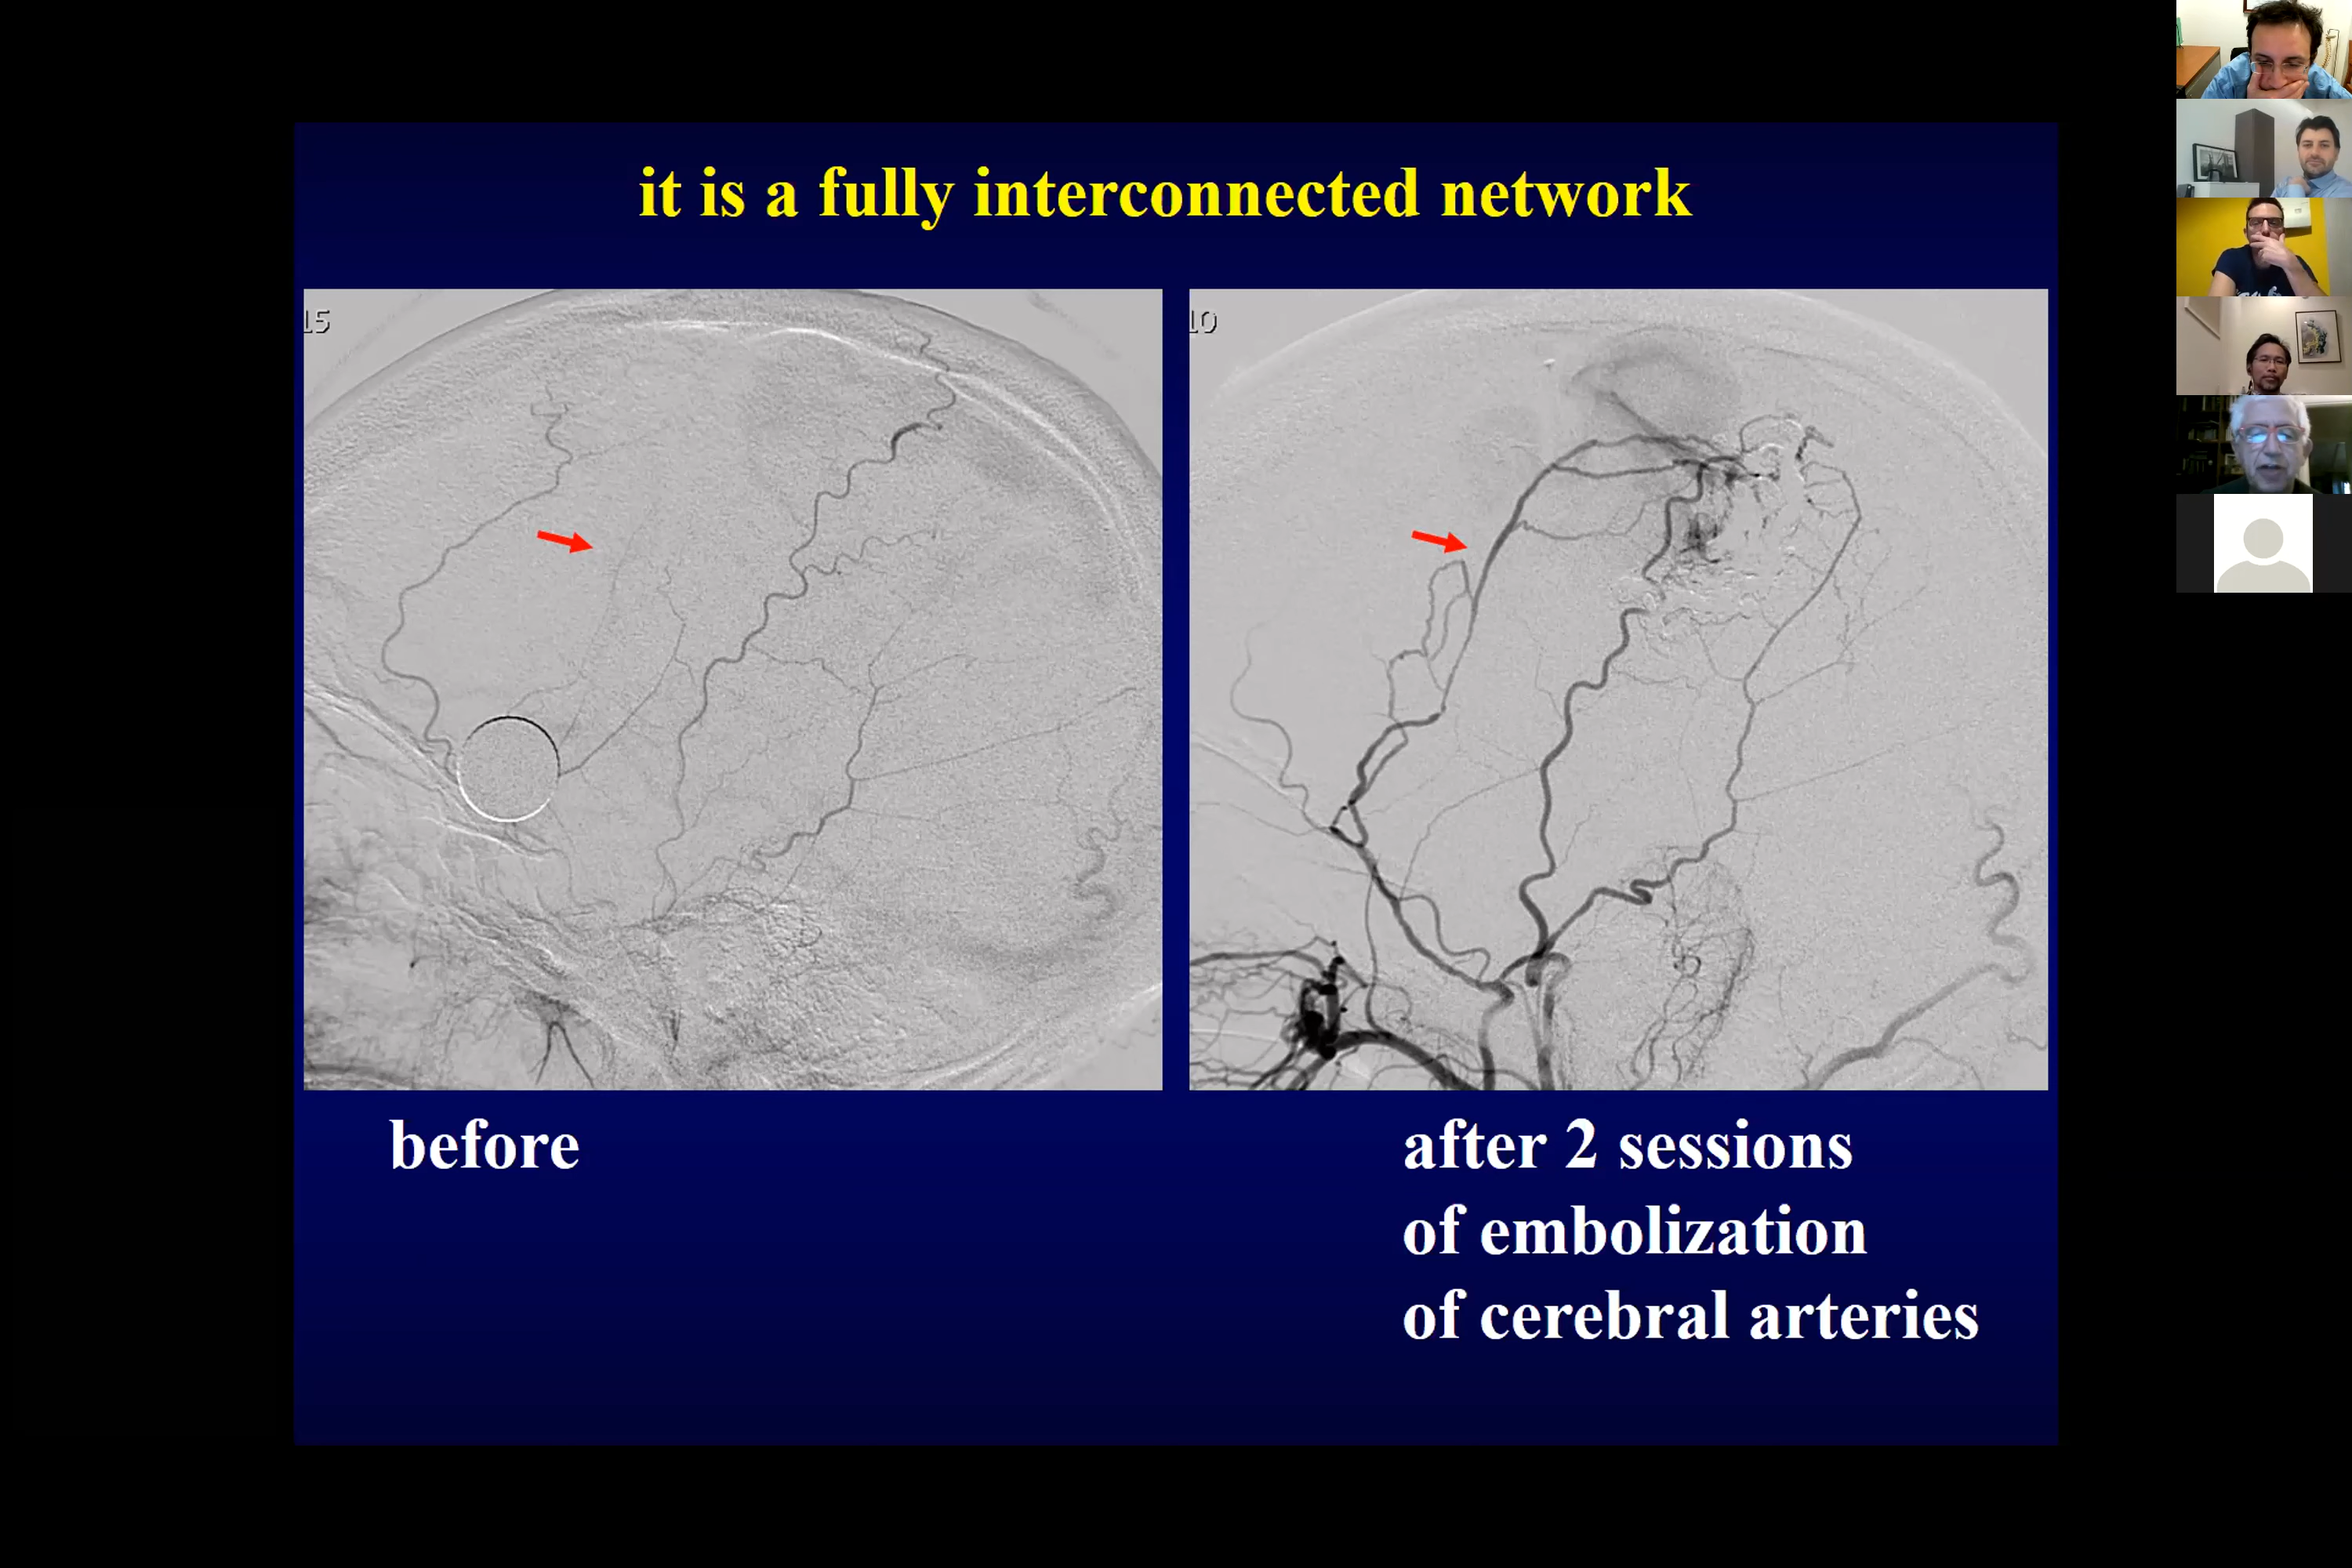 it is a fully interconnected network
15
10
before
after 2 sessions
of embolization
of cerebral arteries